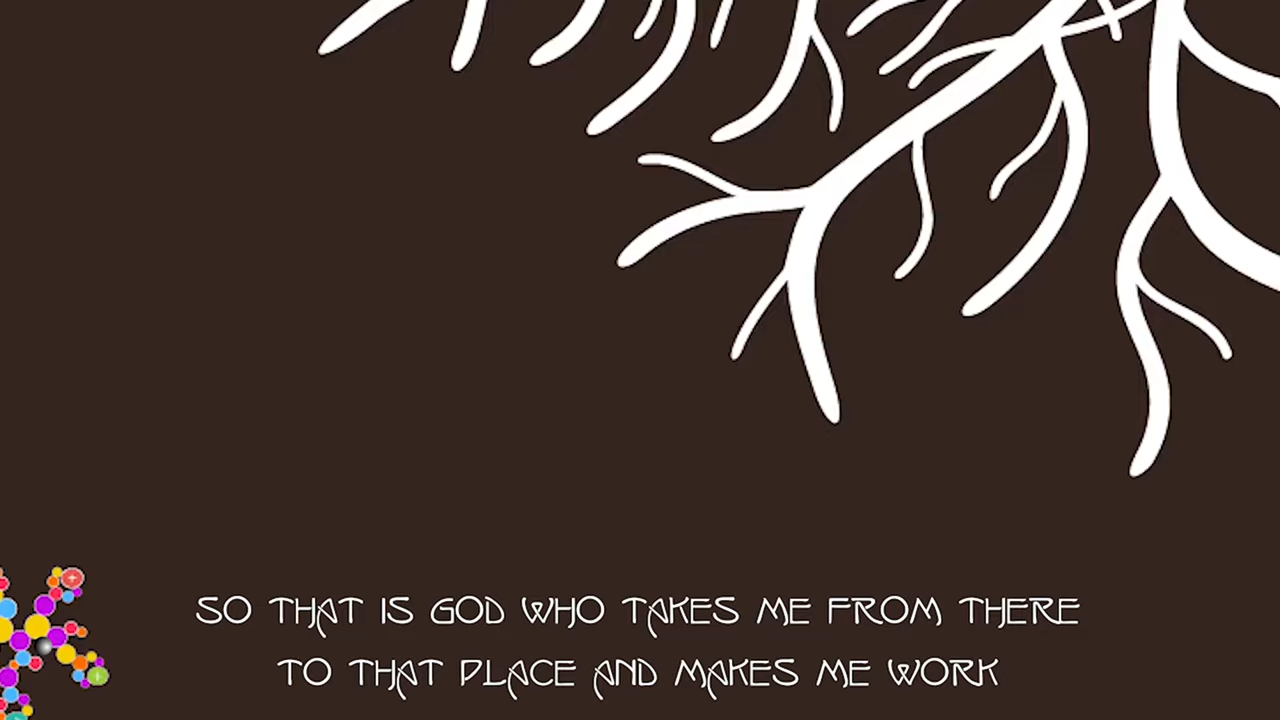 SO THAT IS GOD WHO TAKES ME FROM THERE
TO THAT PLACE AND MAKES ME WORK